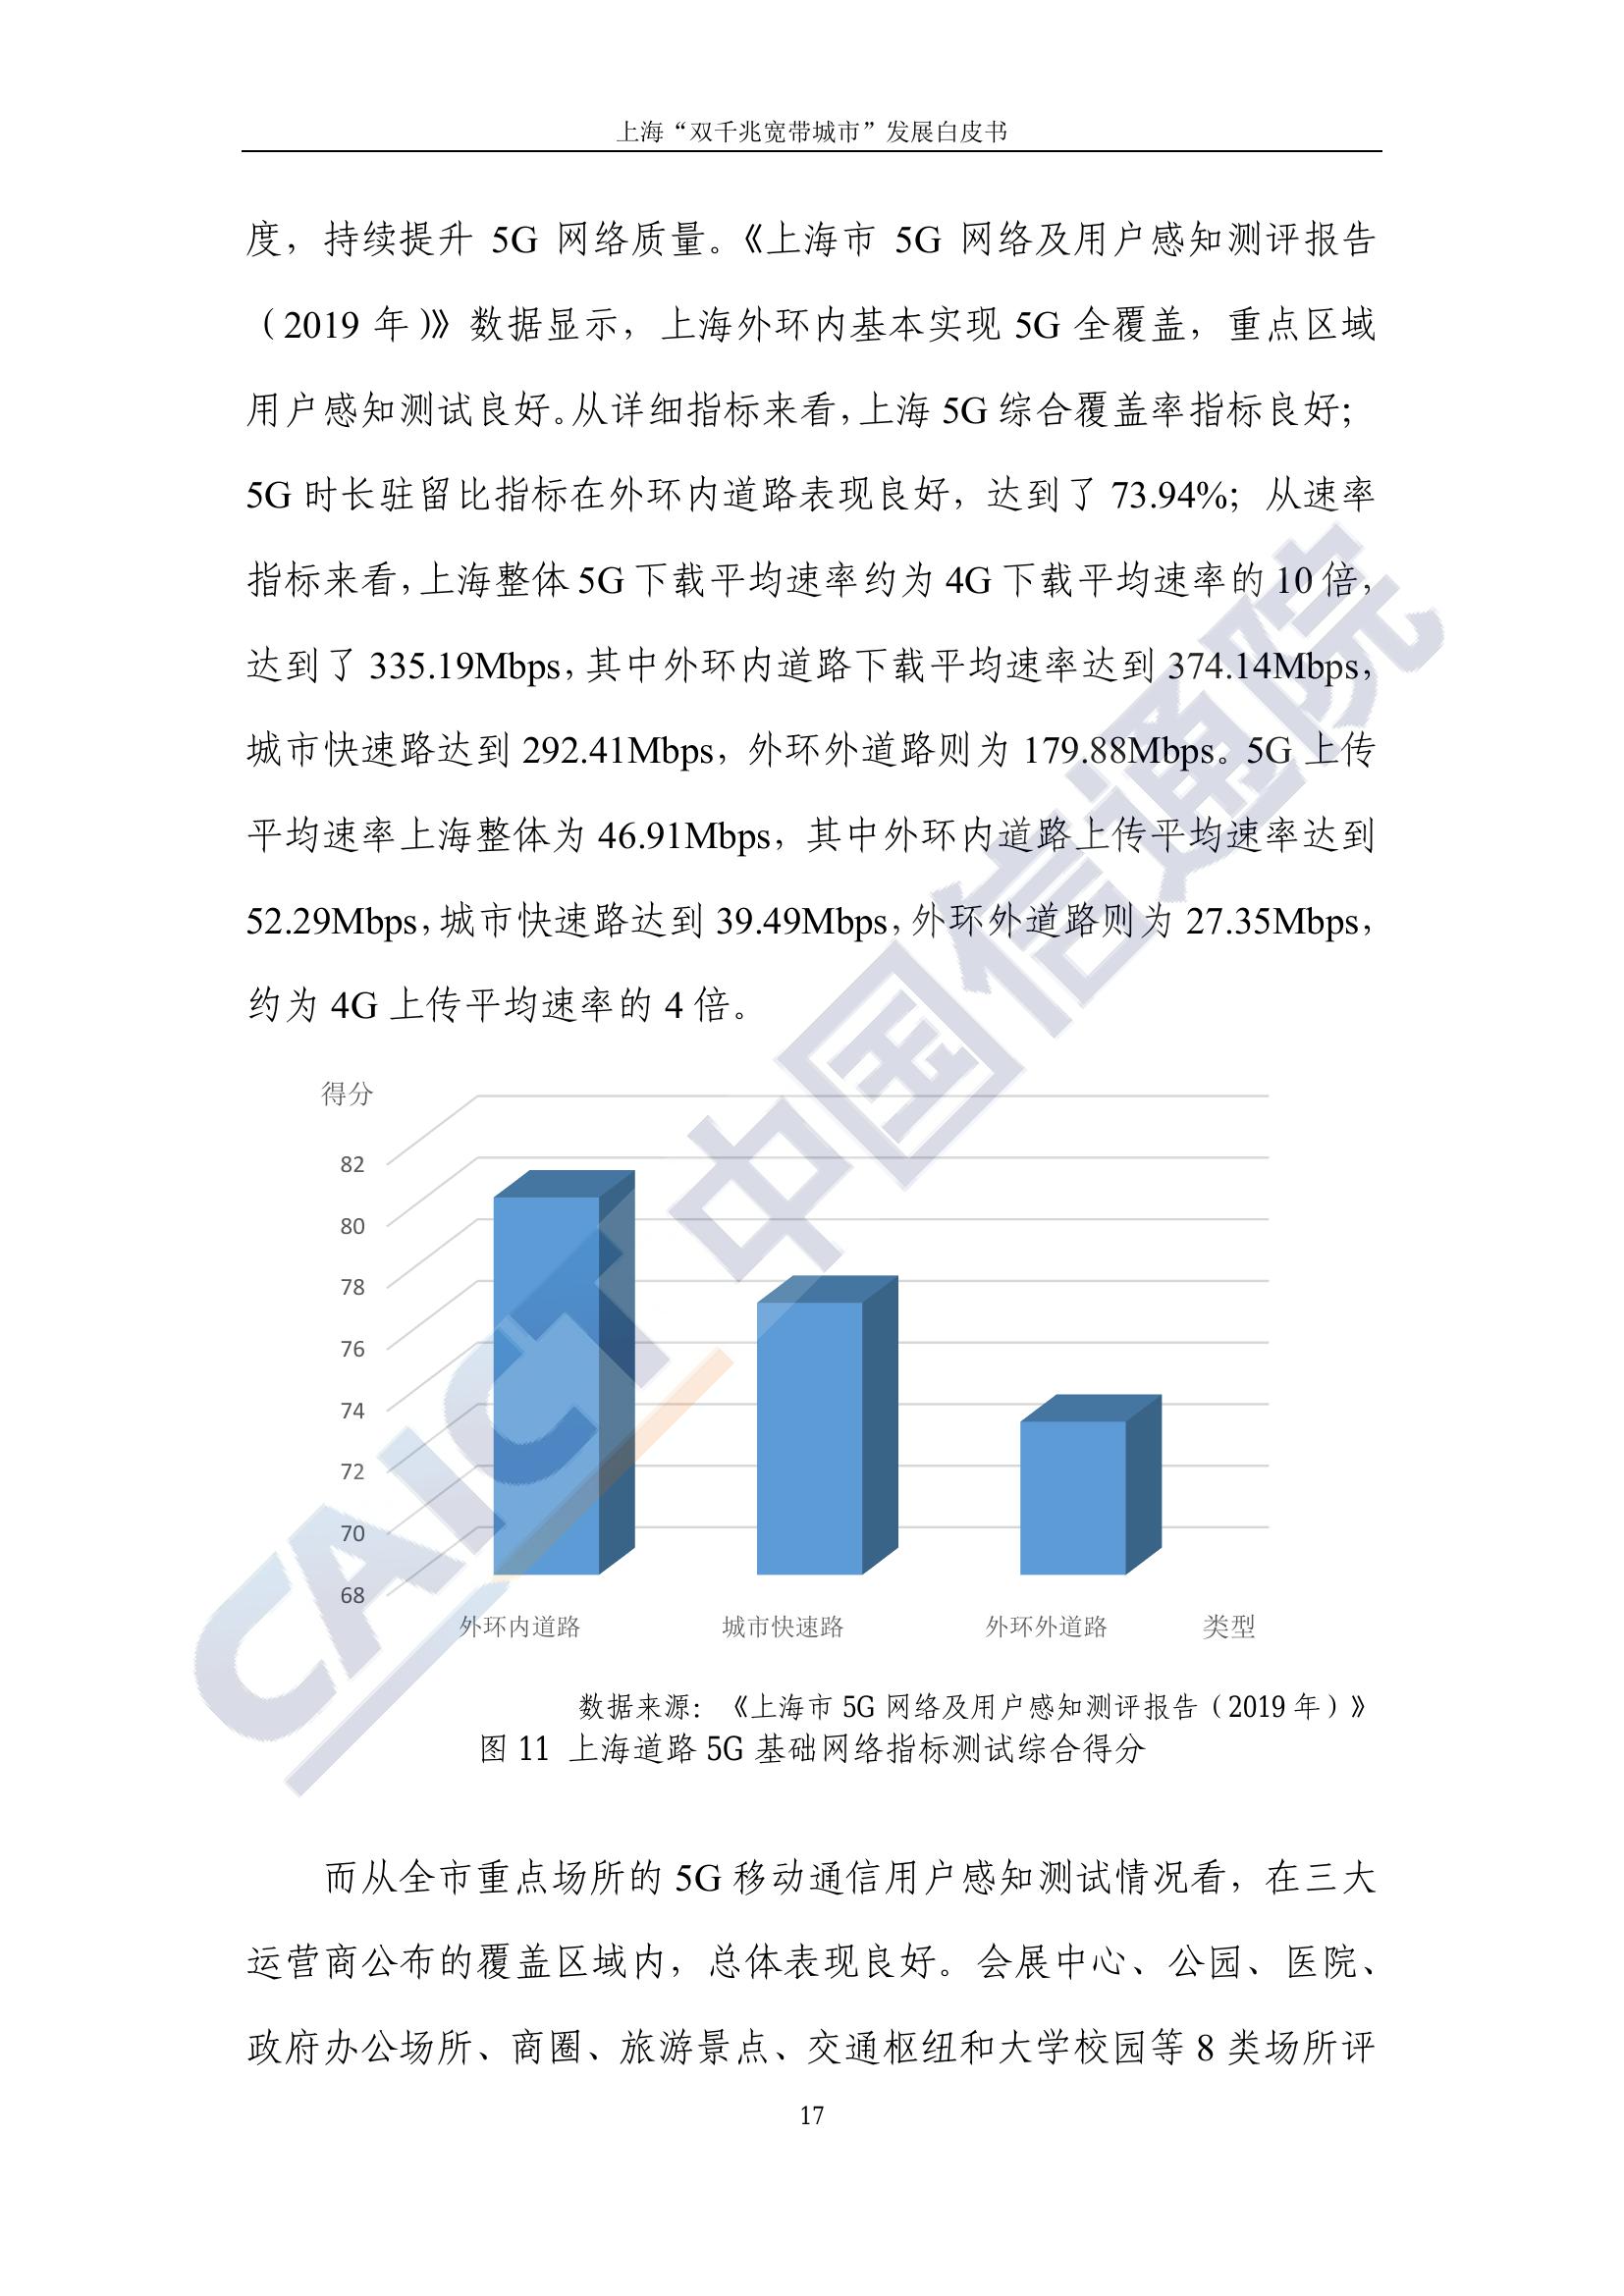 上海“双千兆宽带城市”发展白皮书
度，持续提升 5G 网络质量。《上海市 5G 网络及用户感知测评报告
（2019 年）》数据显示，上海外环内基本实现 5G 全覆盖，重点区域
用户感知测试良好。从详细指标来看，上海 5G 综合覆盖率指标良好；
5G 时长驻留比指标在外环内道路表现良好，达到了 73.94%；从速率
指标来看，上海整体 5G 下载平均速率约为 4G 下载平均速率的 10 倍，
达到了 335.19Mbps，其中外环内道路下载平均速率达到 374.14Mbps，
城市快速路达到 292.41Mbps，外环外道路则为 179.88Mbps。5G 上传
平均速率上海整体为 46.91Mbps，其中外环内道路上传平均速率达到
52.29Mbps，城市快速路达到 39.49Mbps，外环外道路则为 27.35Mbps，
约为 4G 上传平均速率的 4 倍。
得分
82
80
78
76
74
72
70
68
外环内道路 城市快速路 外环外道路 类型
数据来源：《上海市 5G 网络及用户感知测评报告（2019 年）》
图 11 上海道路 5G 基础网络指标测试综合得分
而从全市重点场所的 5G 移动通信用户感知测试情况看，在三大
运营商公布的覆盖区域内，总体表现良好。会展中心、公园、医院、
政府办公场所、商圈、旅游景点、交通枢纽和大学校园等 8 类场所评
17
CAICT 中国信通院